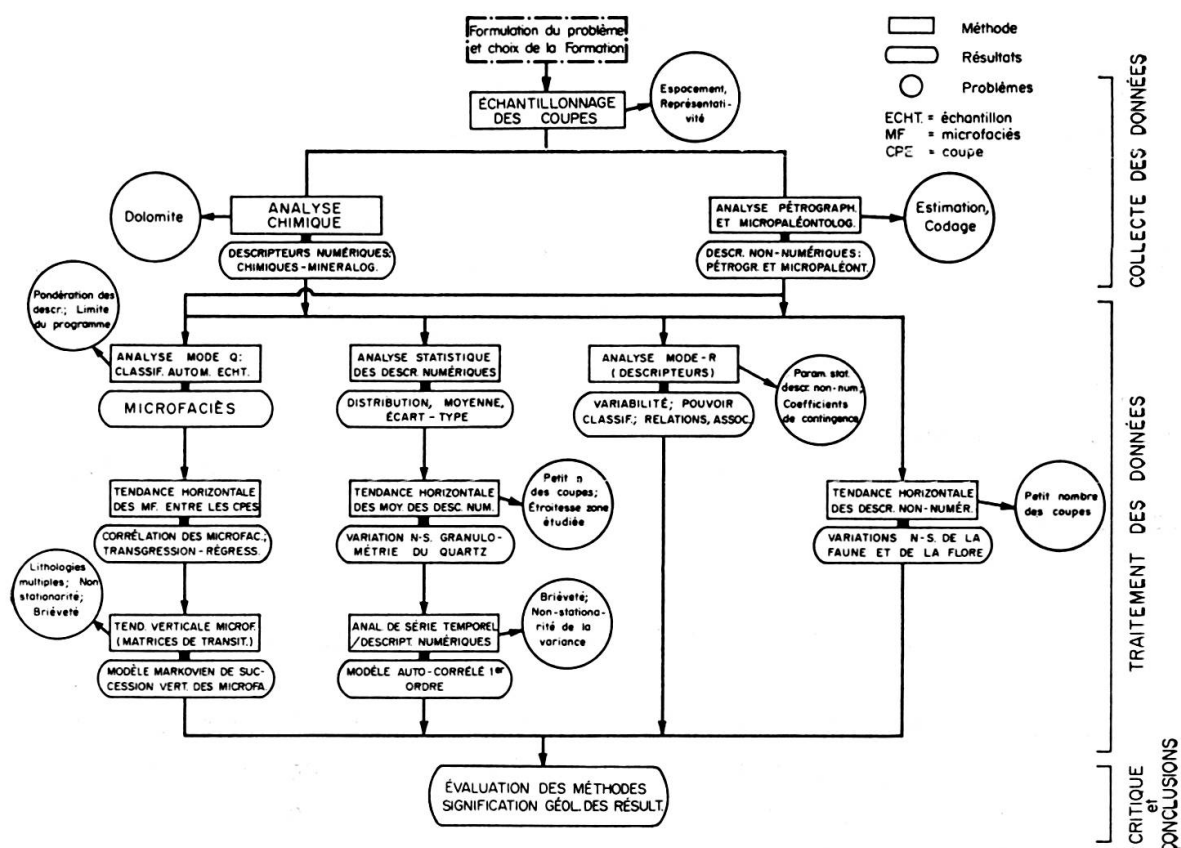 Formulation du problème
et choix de la Formation
Méthode
Résultats
Problèmes
ECHT. = échantillon
MF = microfaciés
CPE = coupe
ÉCHANTILLONNAGE
DES COUPES
Espacement,
Représentati-
vité
COLLECTE DES DONNÉES
Dolomite
ANALYSE
CHIMIQUE
DESCRIPTEURS NUMÉRIQUES:
CHIMIQUES-MINERALOG.
ANALYSE PÉTROGRAPH.
ET MICROPALÉONTOLOG.
DESCR. NON-NUMÉRIQUES:
PÉTROGR. ET MICROPALÉONT.
Estimation,
Codage
Pondération des
descr.; Limite
du programme
ANALYSE MODE Q:
CLASSIF. AUTOM. ECHT.
MICROFACIÈS
ANALYSE STATISTIQUE
DES DESCR. NUMÉRIQUES
DISTRIBUTION, MOYENNE,
ÉCART-TYPE
ANALYSE MODE-R
(DESCRIPTEURS)
VARIABILITÉ; POUVOIR
CLASSIF.; RELATIONS, ASSOC.
Param. stat.
descr. non-num.;
Coefficients
de contingence
TENDANCE HORIZONTALE
DES MF. ENTRE LES CPES
CORRÉLATION DES MICROFAC.;
TRANSGRESSION-RÉGRESS.
TENDANCE HORIZONTALE
DES MOY. DES DESC. NUM.
VARIATION N-S. GRANULO-
MÉTRIE DU QUARTZ
Petit n
des coupes;
Étroitesse zone
étudiée
TENDANCE HORIZONTALE
DES DESCR. NON-NUMÉR.
VARIATIONS N-S. DE LA
FAUNE ET DE LA FLORE
Petit nombre
des coupes
Lithologies
multiples; Non
stationarité;
Briéveté
TEND. VERTICALE MICROF.
(MATRICES DE TRANSIT.)
MODÈLE MARKOVIEN DE SUC-
CESSION VERT. DES MICROFA.
ANAL DE SÉRIE TEMPOREL
/DESCRIPT. NUMÉRIQUES
MODÈLE AUTO-CORRÉLÉ 1er
ORDRE
Briéveté;
Non-stationa-
rité de la
variance
TRAITEMENT DES DONNÉES
ÉVALUATION DES MÉTHODES
SIGNIFICATION GÉOL. DES RÉSULT.
CRITIQUE
et
CONCLUSIONS